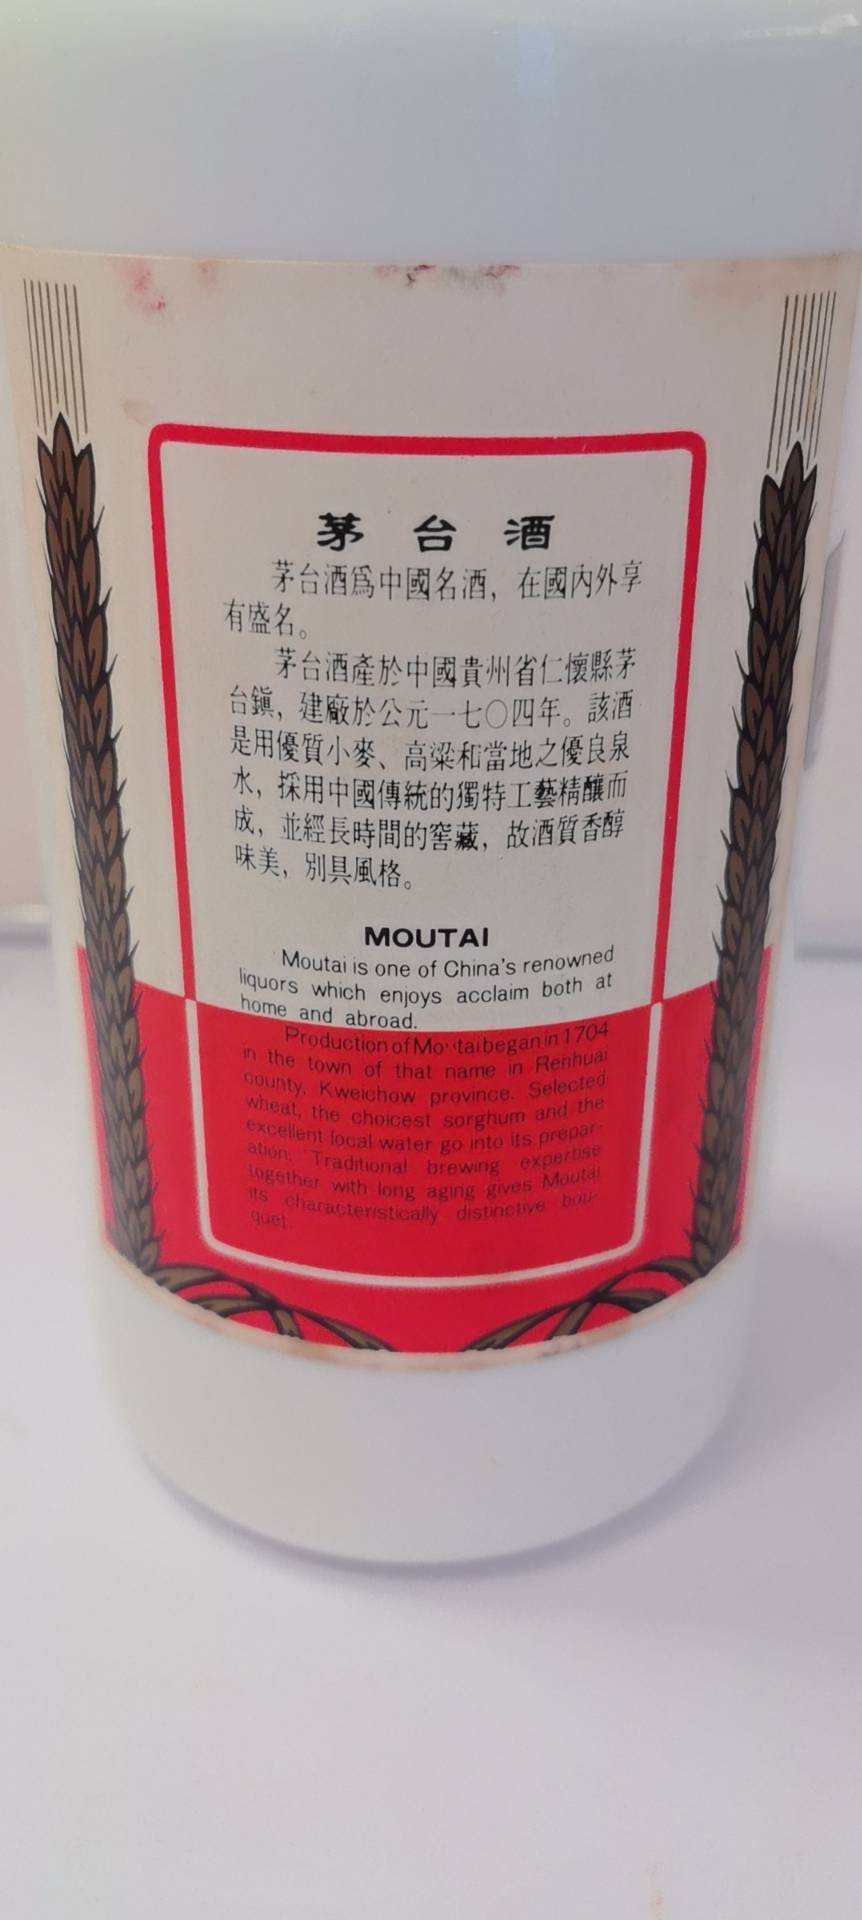 茅台酒
茅台酒爲中國名酒，在國內外享
有盛名。
茅台酒產於中國貴州省仁懷縣茅
台鎭，建廠於公元一七〇四年。該酒
是用優質小麥、高粱和當地之優良泉
水，採用中國傳統的獨特工藝精釀而
成，並經長時間的窖藏，故酒質香醇
味美，別具風格。
MOUTAI
Moutai is one of China's renowned
liquors which enjoys acclaim both at
home and abroad.
Production of Moutai began in 1704
in the town of that name in Renhuai
county, Kweichow province. Selected
wheat, the choicest sorghum and the
excellent local water go into its prepar-
ation. Traditional brewing expertise
together with long aging gives Moutai
its characteristically distinctive bou-
quet.